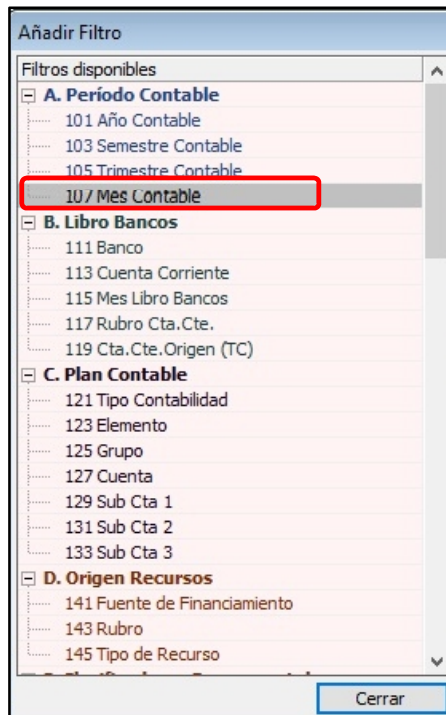 Añadir Filtro
Filtros disponibles
A. Período Contable
101 Año Contable
103 Semestre Contable
105 Trimestre Contable
107 Mes Contable
B. Libro Bancos
111 Banco
113 Cuenta Corriente
115 Mes Libro Bancos
117 Rubro Cta.Cte.
119 Cta.Cte.Origen (TC)
C. Plan Contable
121 Tipo Contabilidad
123 Elemento
125 Grupo
127 Cuenta
129 Sub Cta 1
131 Sub Cta 2
133 Sub Cta 3
D. Origen Recursos
141 Fuente de Financiamiento
143 Rubro
145 Tipo de Recurso
Cerrar